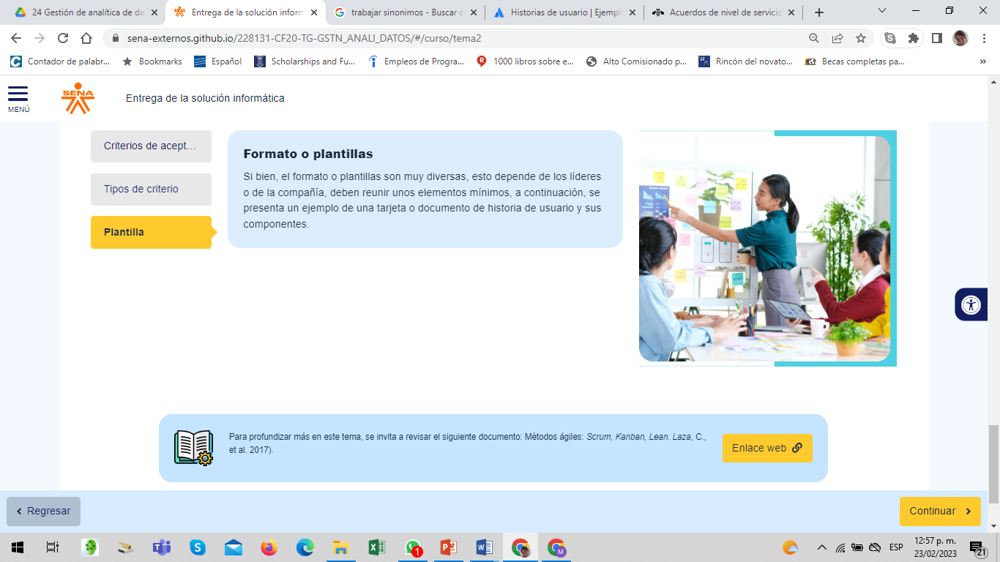 24 Gestión de analítica de da
Entrega de la solución inform
trabajar sinonimos - Buscar c
Historias de usuario | Ejempl
Acuerdos de nivel de servicio
sena-externos.github.io/228131-CF20-TG-GSTN_ANALI_DATOS/#/curso/tema2
Contador de palabr...
Bookmarks
Español
Scholarships and Fu...
Empleos de Progra...
1000 libros sobre e...
Alto Comisionado p...
Rincón del novato...
Becas completas pa...
»
MENÚ
SENA
Entrega de la solución informática
Criterios de acept...
Tipos de criterio
Plantilla
Formato o plantillas
Si bien, el formato o plantillas son muy diversas, esto depende de los líderes
o de la compañía, deben reunir unos elementos mínimos, a continuación, se
presenta un ejemplo de una tarjeta o documento de historia de usuario y sus
componentes.
Para profundizar más en este tema, se invita a revisar el siguiente documento: Métodos ágiles: Scrum, Kanban, Lean. Laza, C.,
et al. 2017).
Enlace web
Regresar
Continuar
1
M
ESP
12:57 p. m.
23/02/2023
21